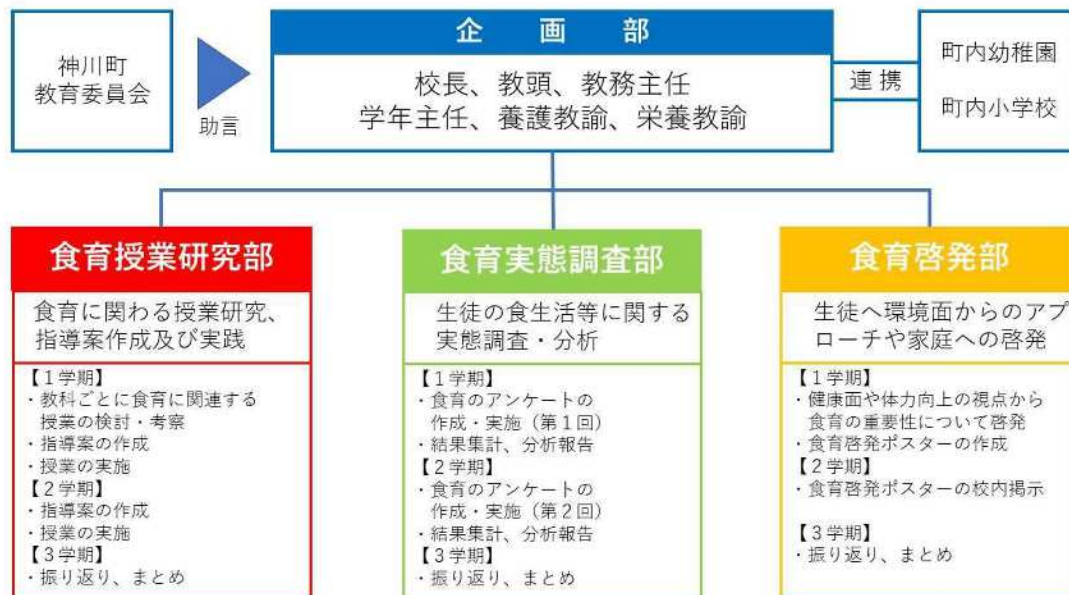 神川町
教育委員会
助言
企画部
校長、教頭、教務主任
学年主任、養護教諭、栄養教諭
連携
町内幼稚園
町内小学校
食育授業研究部
食育に関わる授業研究、
指導案作成及び実践
【１学期】
・教科ごとに食育に関連する
授業の検討・考察
・指導案の作成
・授業の実施
【２学期】
・指導案の作成
・授業の実施
【３学期】
・振り返り、まとめ
食育実態調査部
生徒の食生活等に関する
実態調査・分析
【１学期】
・食育のアンケートの
作成・実施（第１回）
・結果集計、分析報告
【２学期】
・食育のアンケートの
作成・実施（第２回）
・結果集計、分析報告
【３学期】
・振り返り、まとめ
食育啓発部
生徒へ環境面からのアプ
ローチや家庭への啓発
【１学期】
・健康面や体力向上の視点から
食育の重要性について啓発
・食育啓発ポスターの作成
【２学期】
・食育啓発ポスターの校内掲示
【３学期】
・振り返り、まとめ